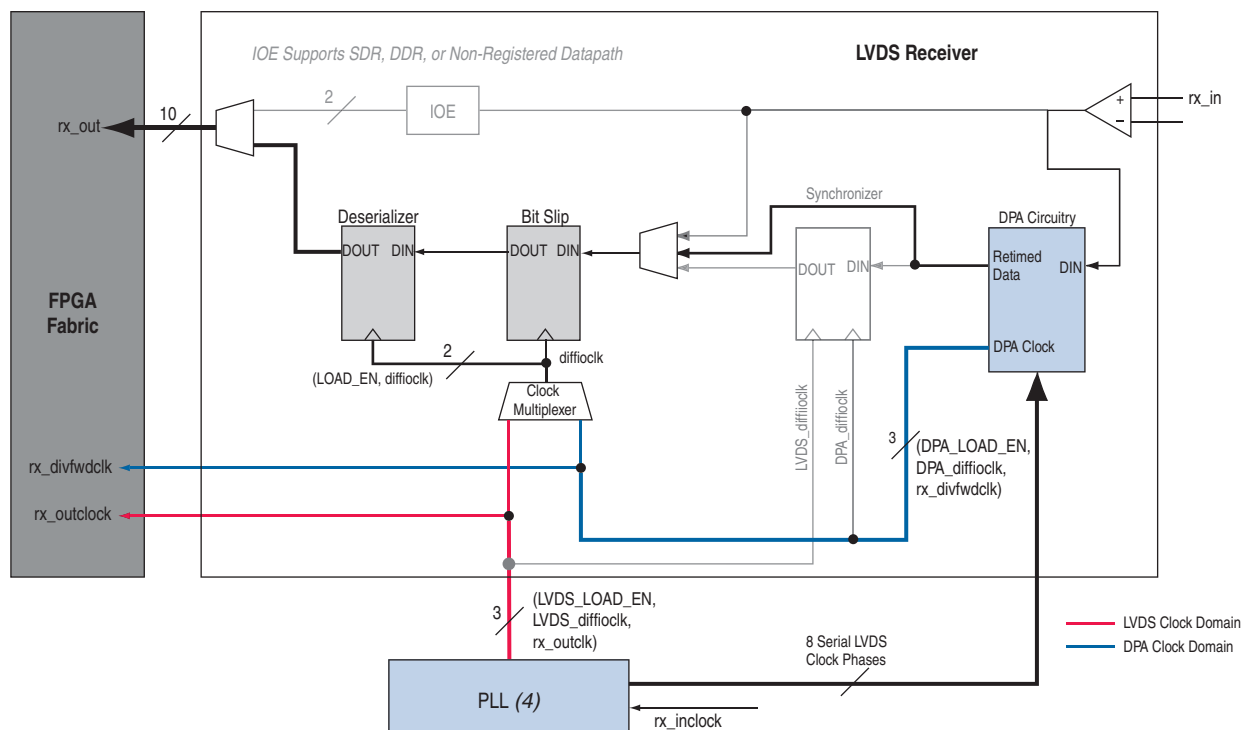 IOE Supports SDR, DDR, or Non-Registered Datapath
LVDS Receiver
2
IOE
+
−
rx_in
10
rx_out
Synchronizer
Deserializer
Bit Slip
DPA Circuitry
DOUT DIN
DOUT DIN
DOUT DIN
Retimed
Data
DIN
FPGA
Fabric
DPA Clock
2
diffioclk
(LOAD_EN, diffioclk)
Clock
Multiplexer
LVDS_diffiioclk
DPA_diffioclk
3
(DPA_LOAD_EN,
DPA_diffioclk,
rx_divfwdclk)
rx_divfwdclk
rx_outclock
3
(LVDS_LOAD_EN,
LVDS_diffioclk,
rx_outclk)
LVDS Clock Domain
DPA Clock Domain
8 Serial LVDS
Clock Phases
PLL (4)
rx_inclock